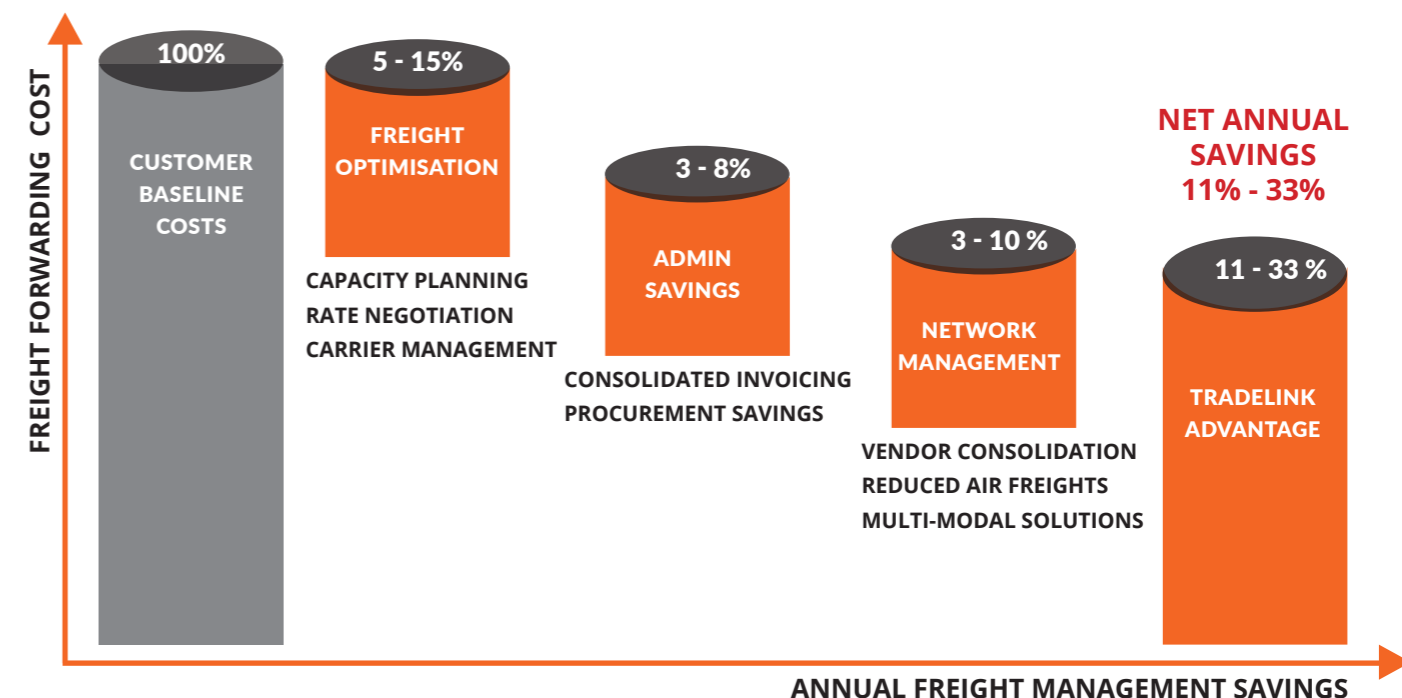 FREIGHT FORWARDING COST
100%
CUSTOMER
BASELINE
COSTS
5 - 15%
FREIGHT
OPTIMISATION
CAPACITY PLANNING
RATE NEGOTIATION
CARRIER MANAGEMENT
3 - 8%
ADMIN
SAVINGS
CONSOLIDATED INVOICING
PROCUREMENT SAVINGS
3 - 10 %
NETWORK
MANAGEMENT
VENDOR CONSOLIDATION
REDUCED AIR FREIGHTS
MULTI-MODAL SOLUTIONS
NET ANNUAL
SAVINGS
11% - 33%
11 - 33 %
TRADELINK
ADVANTAGE
ANNUAL FREIGHT MANAGEMENT SAVINGS